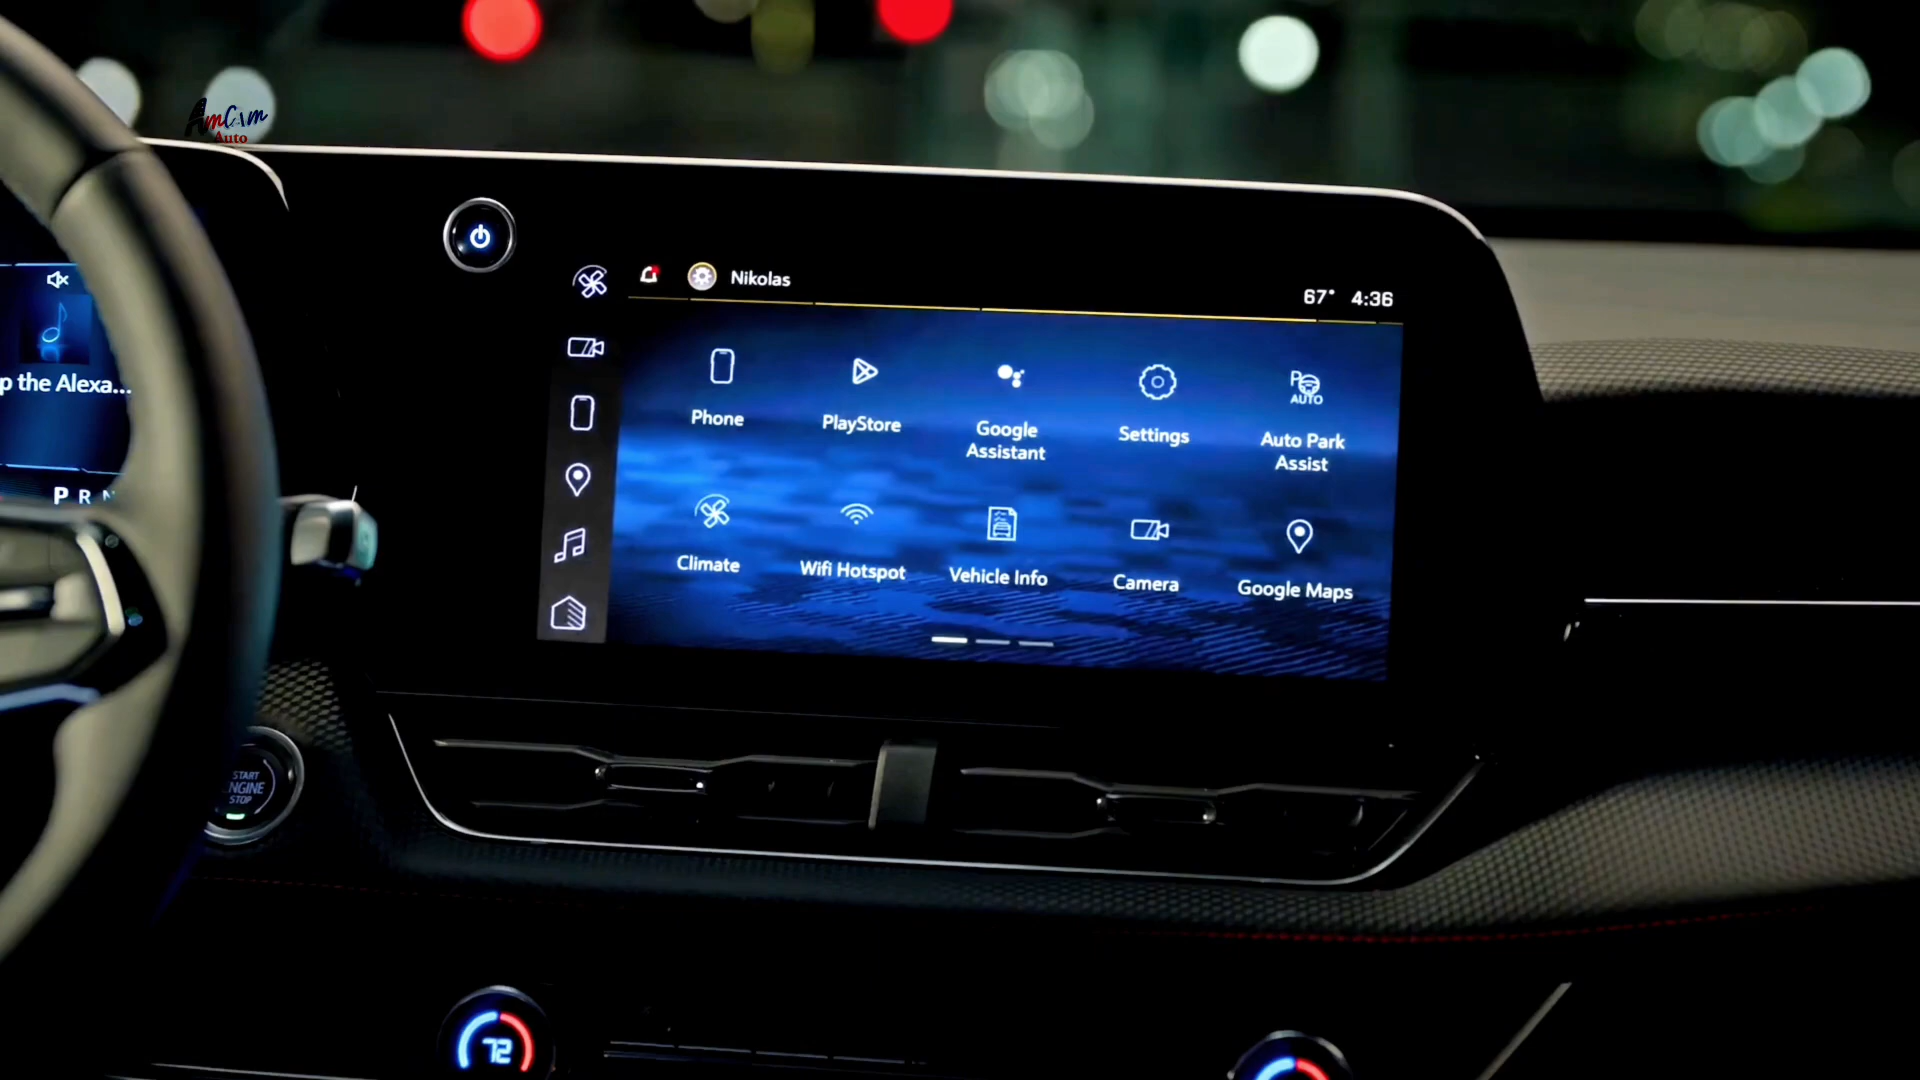 AmCam
Auto
Nikolas
67° 4:36
Phone
PlayStore
Google
Assistant
Settings
P
AUTO
Auto Park
Assist
Climate
Wifi Hotspot
Vehicle Info
Camera
Google Maps
p the Alexa...
P R N
START
ENGINE
STOP
72